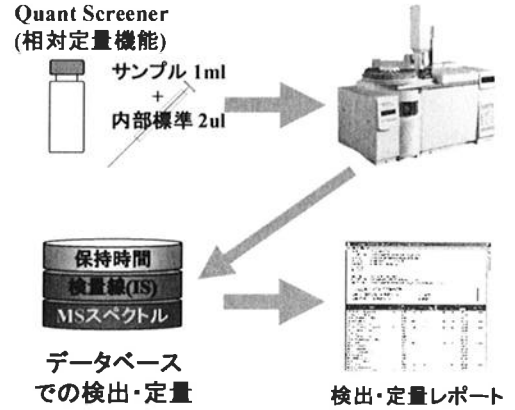 Quant Screener
(相対定量機能)
サンプル 1ml
+
内部標準 2ul
保持時間
検量線(IS)
MSスペクトル
データベース
での検出・定量
検出・定量レポート